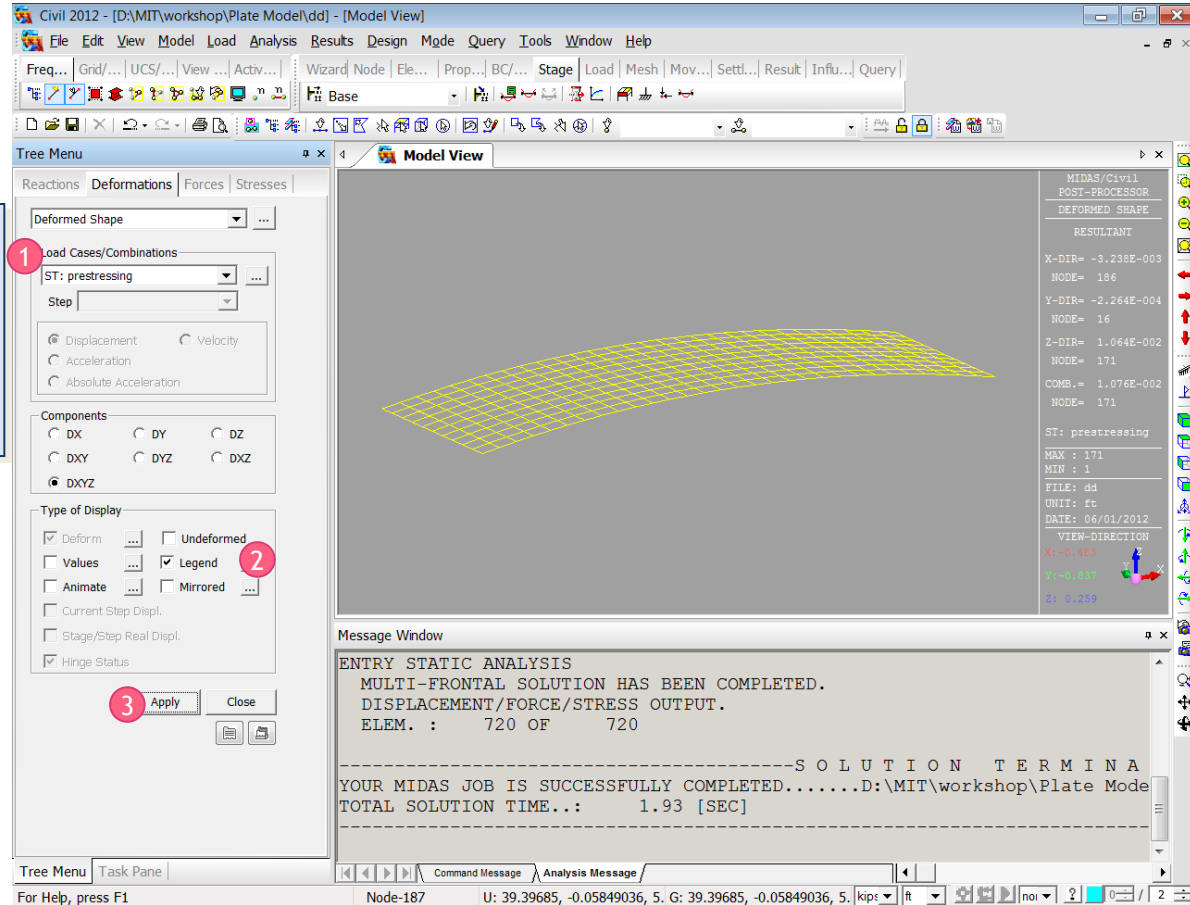 Civil 2012 - [D:\MIT\workshop\Plate Model\dd] - [Model View]
File Edit View Model Load Analysis Results Design Mode Query Tools Window Help
Freq... Grid/... UCS/... View ... Activ... Wizard Node Ele... Prop... BC/... Stage Load Mesh Mov... Settl... Result Influ... Query
Base
Tree Menu
Model View
Reactions Deformations Forces Stresses
Deformed Shape ...
1
Load Cases/Combinations
ST: prestressing ...
Step
Displacement Velocity
Acceleration
Absolute Acceleration
Components
DX DY DZ
DXY DYZ DXZ
DXYZ
Type of Display
Deform ... Undeformed
Values ... Legend
2
Animate ... Mirrored ...
Current Step Displ.
Stage/Step Real Displ.
Hinge Status
3
Apply Close
Tree Menu Task Pane
MIDAS/Civil
POST-PROCESSOR
DEFORMED SHAPE
RESULTANT
X-DIR= -3.238E-003
NODE= 186
Y-DIR= -2.264E-004
NODE= 16
Z-DIR= 1.064E-002
NODE= 171
COMB.= 1.076E-002
NODE= 171
ST: prestressing
MAX : 171
MIN : 1
FILE: dd
UNIT: ft
DATE: 06/01/2012
VIEW-DIRECTION
X:-0.483
Y:-0.837
Z: 0.259
Z
Y X
Message Window
ENTRY STATIC ANALYSIS
MULTI-FRONTAL SOLUTION HAS BEEN COMPLETED.
DISPLACEMENT/FORCE/STRESS OUTPUT.
ELEM. : 720 OF 720
-----------------------------------------S O L U T I O N T E R M I N A
YOUR MIDAS JOB IS SUCCESSFULLY COMPLETED.......D:\MIT\workshop\Plate Mode
TOTAL SOLUTION TIME..: 1.93 [SEC]
Command Message Analysis Message
For Help, press F1 Node-187 U: 39.39685, -0.05849036, 5. G: 39.39685, -0.05849036, 5. kips ft nor ? 0 / 2